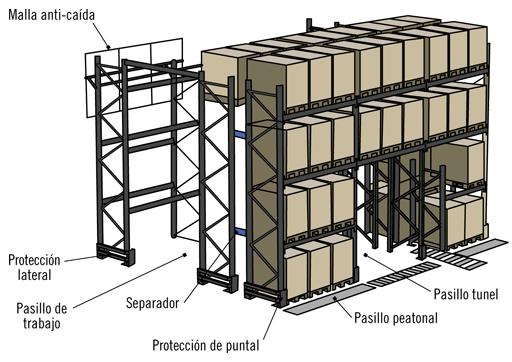 Malla anti-caída
Protección
lateral
Pasillo de
trabajo
Separador
Protección de puntal
Pasillo peatonal
Pasillo tunel